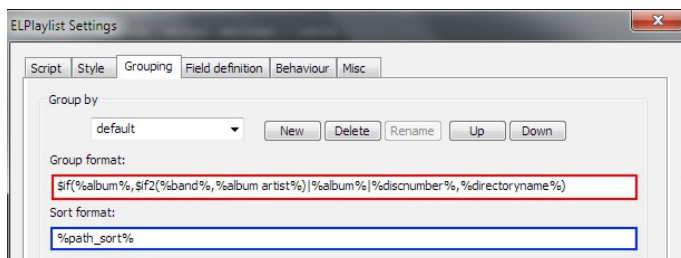 ELPlaylist Settings
x
Script Style Grouping Field definition Behaviour Misc
Group by
default New Delete Rename Up Down
Group format:
$if(%album%,$if2(%band%,%album artist%)|%album%|%discnumber%,%directoryname%)
Sort format:
%path_sort%